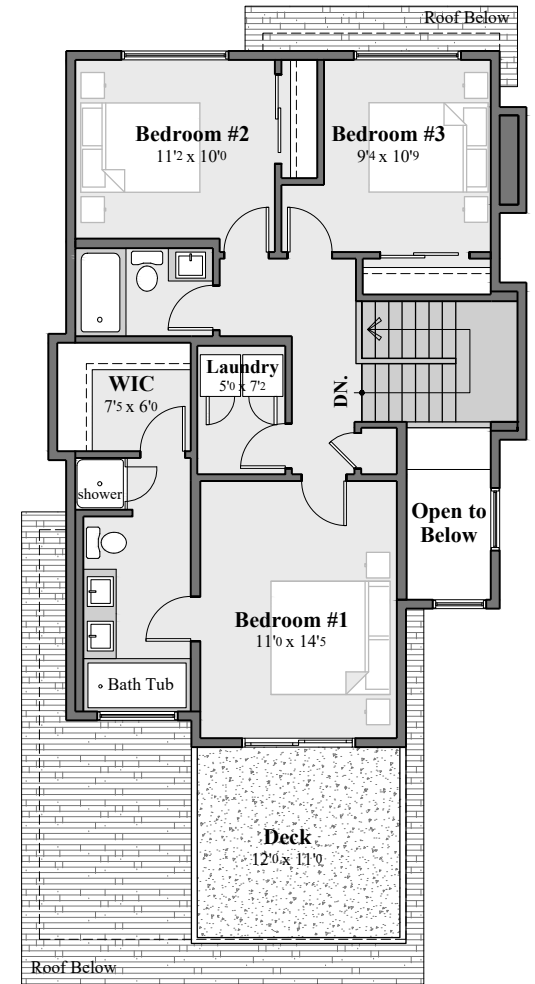 Roof Below
Bedroom #2
11'2 x 10'0
Bedroom #3
9'4 x 10'9
Laundry
5'0 x 7'2
WIC
7'5 x 6'0
DN.
shower
Open to
Below
Bedroom #1
11'0 x 14'5
Bath Tub
Deck
12'0 x 11'0
Roof Below